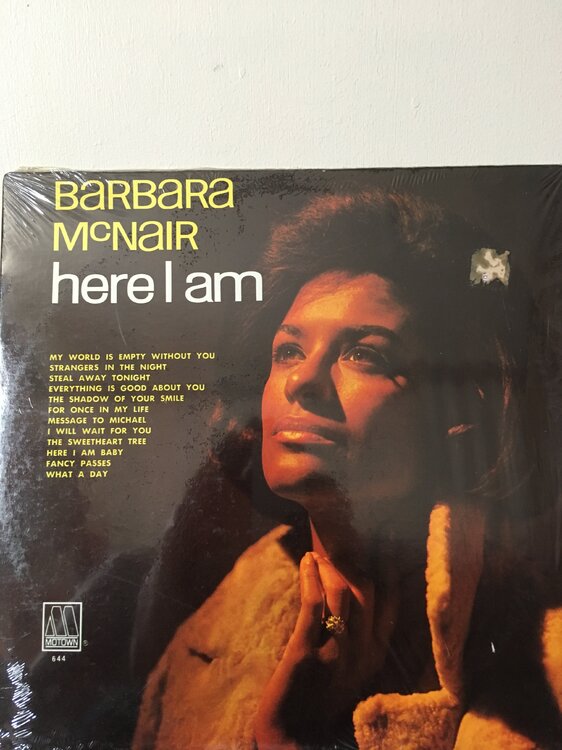 BARBARA
McNAIR
here I am
MY WORLD IS EMPTY WITHOUT YOU
STRANGERS IN THE NIGHT
STEAL AWAY TONIGHT
EVERYTHING IS GOOD ABOUT YOU
THE SHADOW OF YOUR SMILE
FOR ONCE IN MY LIFE
MESSAGE TO MICHAEL
I WILL WAIT FOR YOU
THE SWEETHEART TREE
HERE I AM BABY
FANCY PASSES
WHAT A DAY
M
MOTOWN ®
644